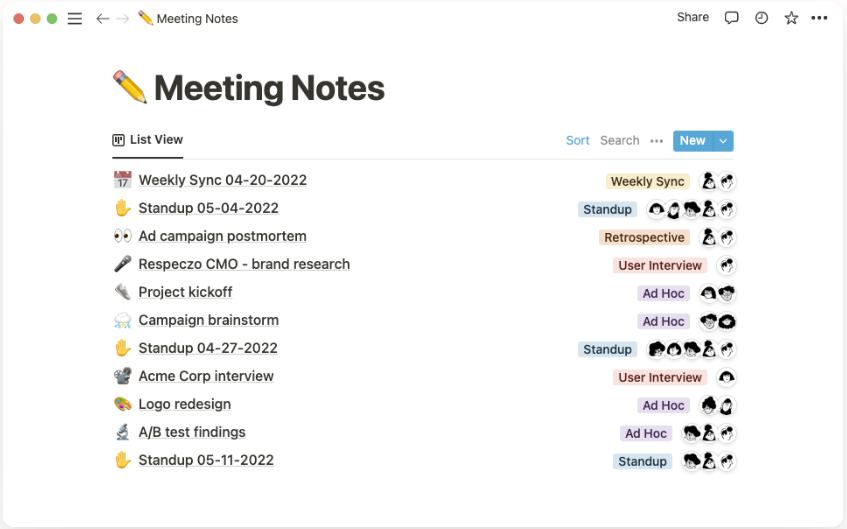 Meeting Notes
Share
Meeting Notes
List View
Sort Search New
Weekly Sync 04-20-2022 Weekly Sync
Standup 05-04-2022 Standup
Ad campaign postmortem Retrospective
Respeczo CMO - brand research User Interview
Project kickoff Ad Hoc
Campaign brainstorm Ad Hoc
Standup 04-27-2022 Standup
Acme Corp interview User Interview
Logo redesign Ad Hoc
A/B test findings Ad Hoc
Standup 05-11-2022 Standup